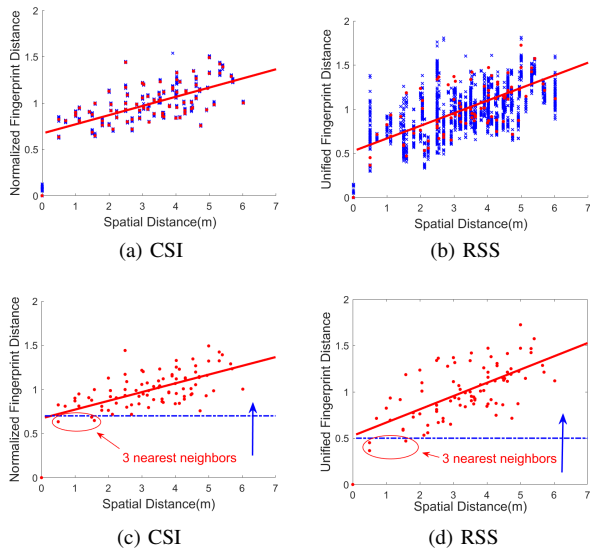 Normalized Fingerprint Distance
2
1.5
1
0.5
0
0 1 2 3 4 5 6 7
Spatial Distance(m)
(a) CSI
Unified Fingerprint Distance
2
1.5
1
0.5
0
0 1 2 3 4 5 6 7
Spatial Distance(m)
(b) RSS
Normalized Fingerprint Distance
2
1.5
1
0.5
0
3 nearest neighbors
0 1 2 3 4 5 6 7
Spatial Distance(m)
(c) CSI
Unified Fingerprint Distance
2
1.5
1
0.5
0
3 nearest neighbors
0 1 2 3 4 5 6 7
Spatial Distance(m)
(d) RSS